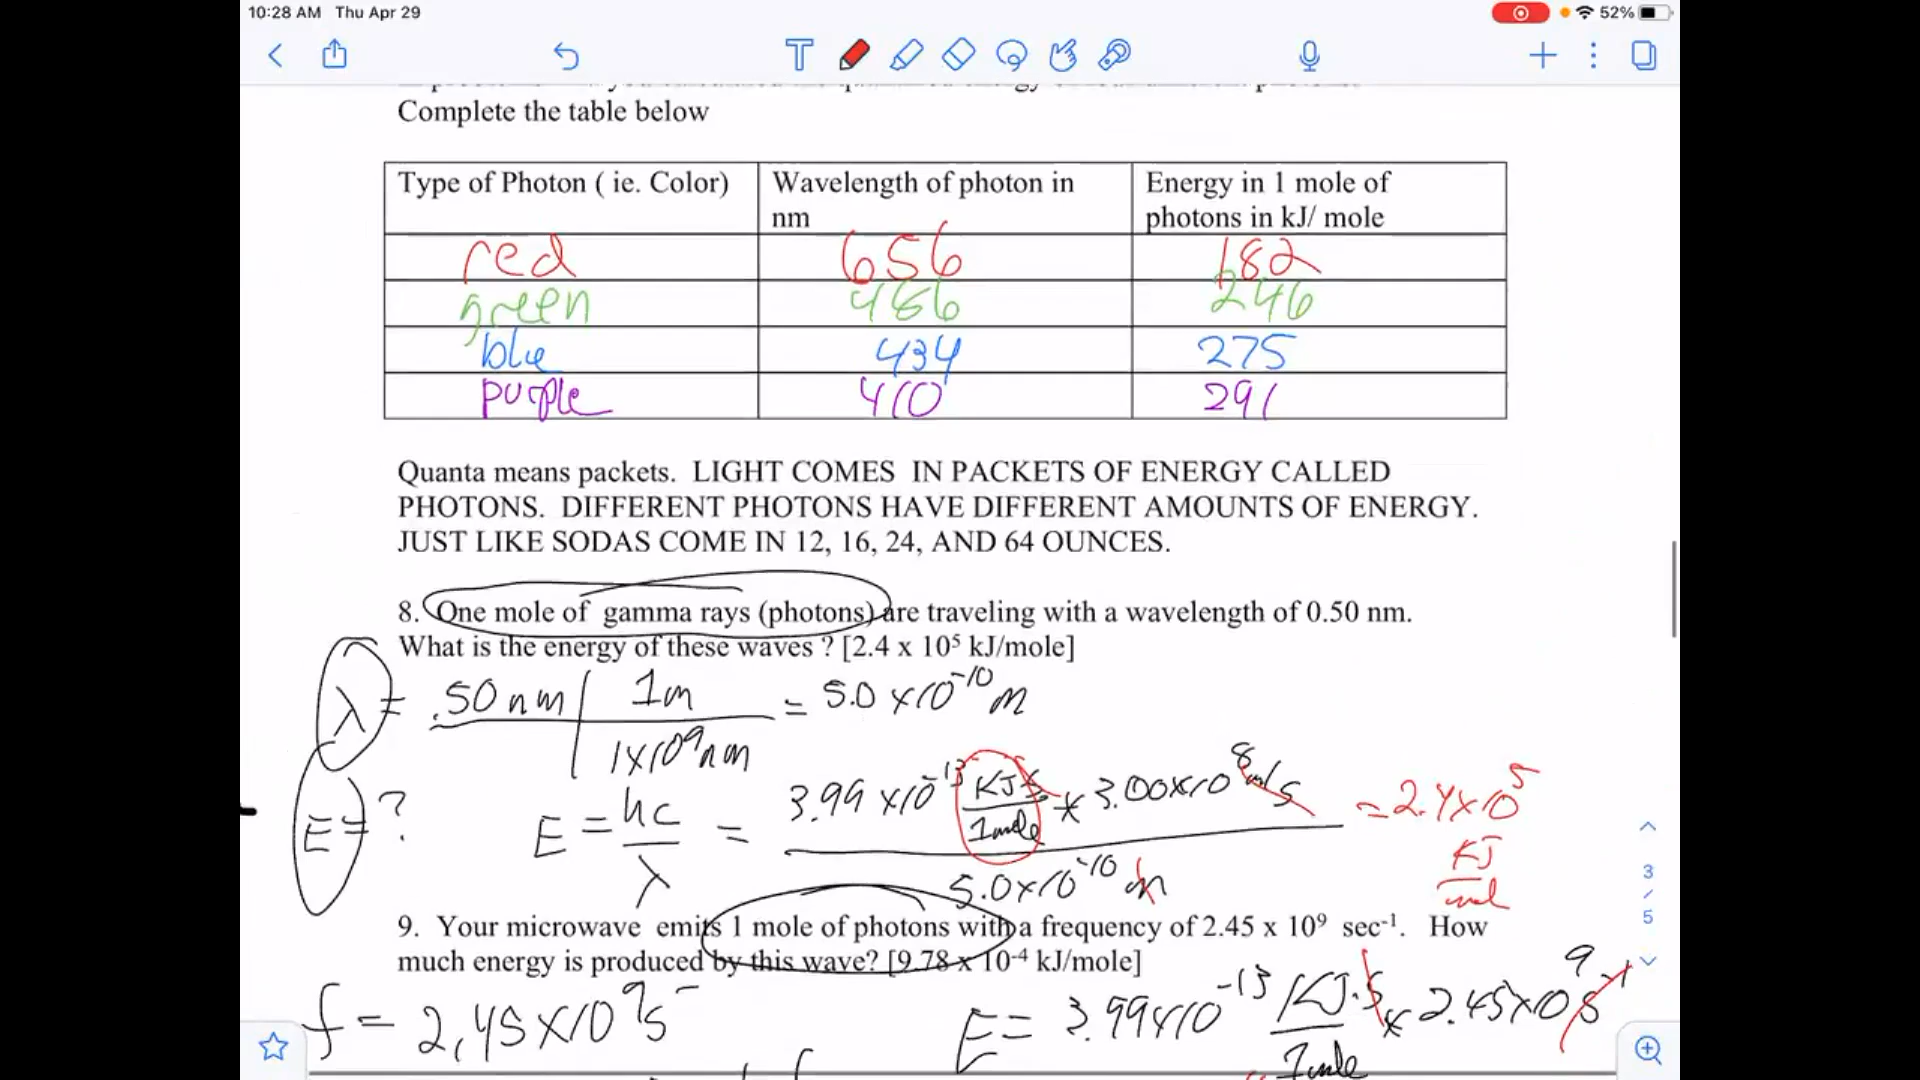 10:28 AM Thu Apr 29
52%
Complete the table below
Type of Photon ( ie. Color)
Wavelength of photon in
nm
Energy in 1 mole of
photons in kJ/ mole
red 656 182
green 486 246
blue 434 275
purple 410 291
Quanta means packets. LIGHT COMES IN PACKETS OF ENERGY CALLED
PHOTONS. DIFFERENT PHOTONS HAVE DIFFERENT AMOUNTS OF ENERGY.
JUST LIKE SODAS COME IN 12, 16, 24, AND 64 OUNCES.
8. One mole of gamma rays (photons) are traveling with a wavelength of 0.50 nm.
What is the energy of these waves ? [2.4 x 10⁵ kJ/mole]
λ = .50 nm | 1m = 5.0 x 10⁻¹⁰ m
1x10⁹ nm
E = ? E = hc = 3.99 x10⁻¹³ KJ·s x 3.00x10⁸ m/s = 2.4x10⁵
1mole
KJ
mol
λ 5.0x10⁻¹⁰ m
3
/
5
9. Your microwave emits 1 mole of photons with a frequency of 2.45 x 10⁹ sec⁻¹. How
much energy is produced by this wave? [9.78 x 10⁻⁴ kJ/mole]
f = 2.45x10⁹ s⁻ E = 3.99x10⁻¹³ KJ·s x 2.45x10⁹ s⁻¹
1mole